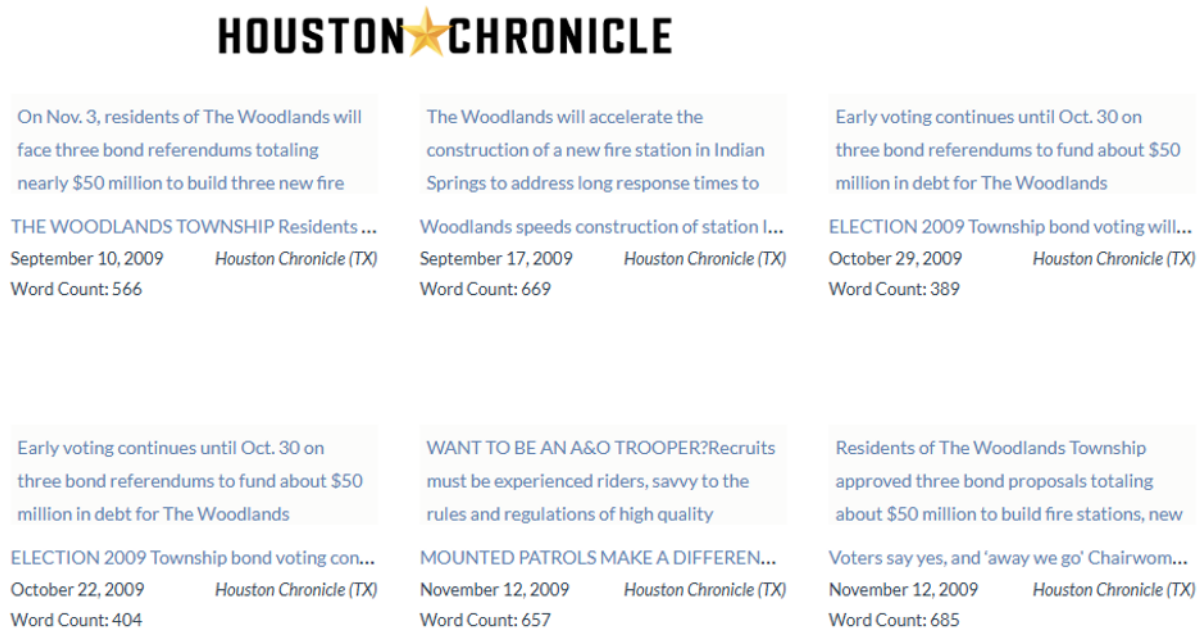 HOUSTON CHRONICLE
On Nov. 3, residents of The Woodlands will
face three bond referendums totaling
nearly $50 million to build three new fire
THE WOODLANDS TOWNSHIP Residents ...
September 10, 2009 Houston Chronicle (TX)
Word Count: 566
The Woodlands will accelerate the
construction of a new fire station in Indian
Springs to address long response times to
Woodlands speeds construction of station I...
September 17, 2009 Houston Chronicle (TX)
Word Count: 669
Early voting continues until Oct. 30 on
three bond referendums to fund about $50
million in debt for The Woodlands
ELECTION 2009 Township bond voting will...
October 29, 2009 Houston Chronicle (TX)
Word Count: 389
Early voting continues until Oct. 30 on
three bond referendums to fund about $50
million in debt for The Woodlands
ELECTION 2009 Township bond voting con...
October 22, 2009 Houston Chronicle (TX)
Word Count: 404
WANT TO BE AN A&O TROOPER?Recruits
must be experienced riders, savvy to the
rules and regulations of high quality
MOUNTED PATROLS MAKE A DIFFEREN...
November 12, 2009 Houston Chronicle (TX)
Word Count: 657
Residents of The Woodlands Township
approved three bond proposals totaling
about $50 million to build fire stations, new
Voters say yes, and 'away we go' Chairwom...
November 12, 2009 Houston Chronicle (TX)
Word Count: 685